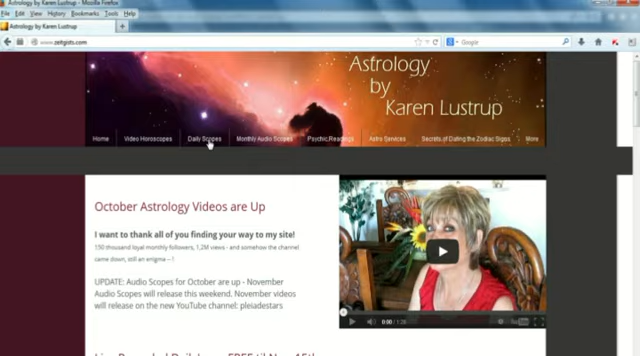 Astrology by Karen Lustrup - Mozilla Firefox
File Edit View History Bookmarks Tools Help
Astrology by Karen Lustrup
www.zeitgists.com
Google
Astrology
by
Karen Lustrup
Home Video Horoscopes Daily Scopes Monthly Audio Scopes Psychic Readings Astro Services Secrets of Dating the Zodiac Signs More
October Astrology Videos are Up
I want to thank all of you finding your way to my site!
150 thousand loyal monthly followers, 1.2M views - and somehow the channel
came down, still an enigma – !
UPDATE: Audio Scopes for October are up - November
Audio Scopes will release this weekend. November videos
will release on the new YouTube channel: pleiadestars
0:00 / 1:28
YouTube